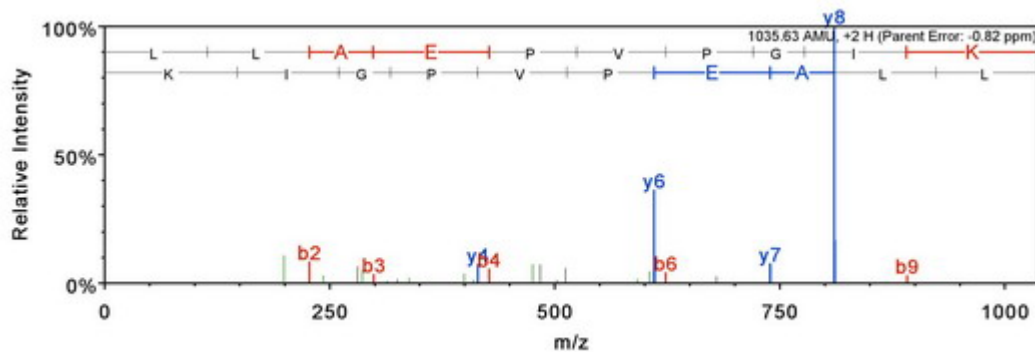 100%
y8
1035.63 AMU, +2 H (Parent Error: -0.82 ppm)
L L A E P V P G I K
K I G P V P E A L L
Relative Intensity
50%
y6
b2
b3
y4
b4
b6
y7
b9
0%
0 250 500 750 1000
m/z